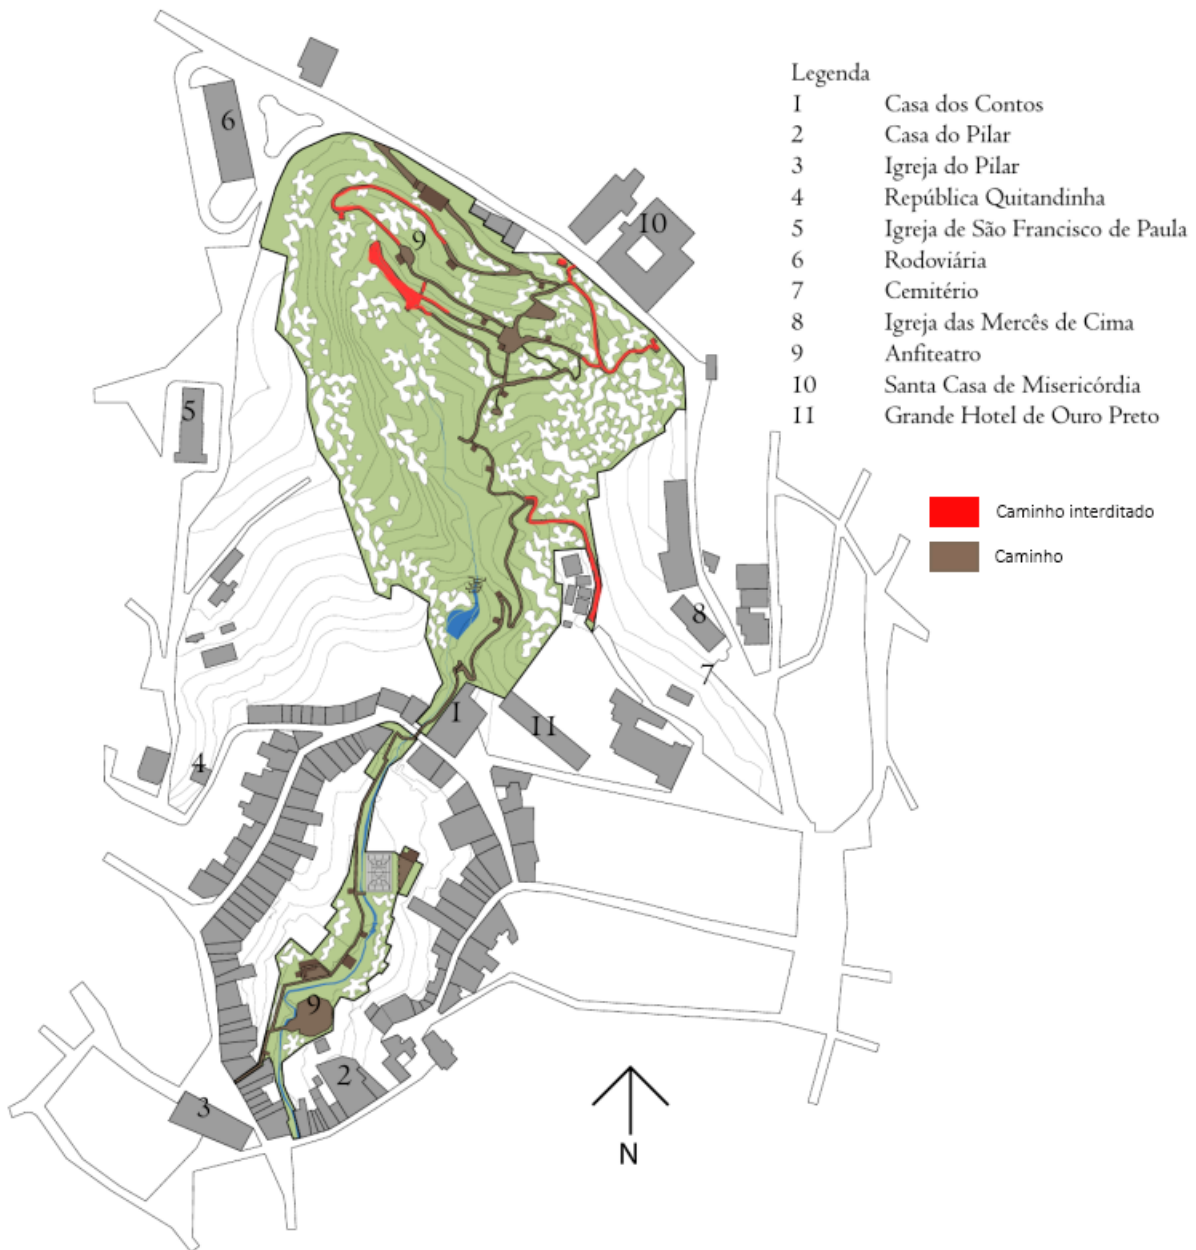 Legenda
1 Casa dos Contos
2 Casa do Pilar
3 Igreja do Pilar
4 República Quitandinha
5 Igreja de São Francisco de Paula
6 Rodoviária
7 Cemitério
8 Igreja das Mercês de Cima
9 Anfiteatro
10 Santa Casa de Misericórdia
11 Grande Hotel de Ouro Preto
Caminho interditado
Caminho
6
10
9
5
8
7
1
11
4
9
2
3
N